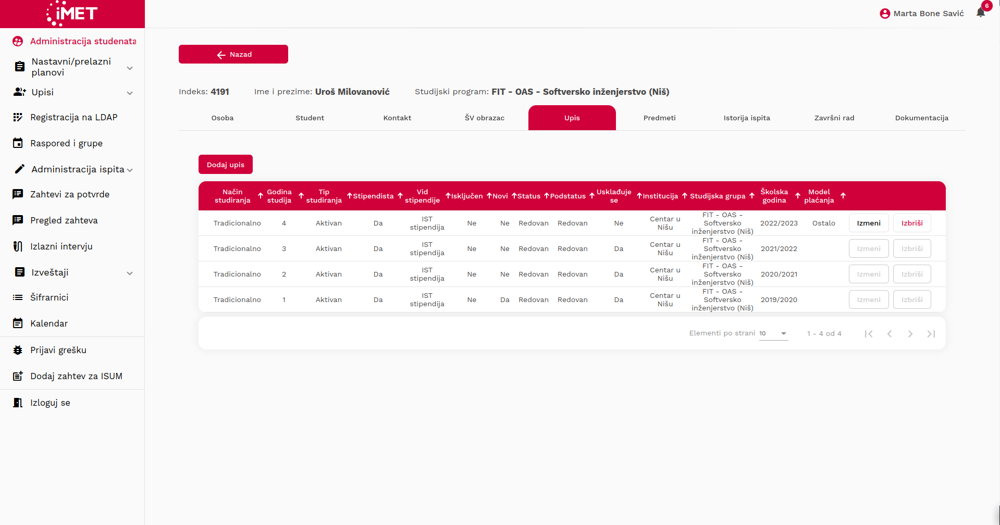 iMET
Marta Bone Savić
6
Administracija studenata
Nastavni/prelazni
planovi
Upisi
Registracija na LDAP
Raspored i grupe
Administracija ispita
Zahtevi za potvrde
Pregled zahteva
Izlazni intervju
Izveštaji
Šifrarnici
Kalendar
Prijavi grešku
Dodaj zahtev za ISUM
Izloguj se
Nazad
Indeks: 4191 Ime i prezime: Uroš Milovanović Studijski program: FIT - OAS - Softversko inženjerstvo (Niš)
Osoba Student Kontakt ŠV obrazac Upis Predmeti Istorija ispita Završni rad Dokumentacija
Dodaj upis
Način studiranja Godina studija Tip studiranja Stipendista Vid stipendije Isključen Novi Status Podstatus Usklađuje se Institucija Studijska grupa Školska godina Model plaćanja
Tradicionalno 4 Aktivan Da IST stipendija Ne Ne Redovan Redovan Ne Centar u Nišu FIT - OAS - Softversko inženjerstvo (Niš) 2022/2023 Ostalo Izmeni Izbriši
Tradicionalno 3 Aktivan Da IST stipendija Ne Ne Redovan Redovan Da Centar u Nišu FIT - OAS - Softversko inženjerstvo (Niš) 2021/2022 Izmeni Izbriši
Tradicionalno 2 Aktivan Da IST stipendija Ne Ne Redovan Redovan Da Centar u Nišu FIT - OAS - Softversko inženjerstvo (Niš) 2020/2021 Izmeni Izbriši
Tradicionalno 1 Aktivan Da IST stipendija Ne Da Redovan Redovan Da Centar u Nišu FIT - OAS - Softversko inženjerstvo (Niš) 2019/2020 Izmeni Izbriši
Elementi po strani 10 1 - 4 od 4